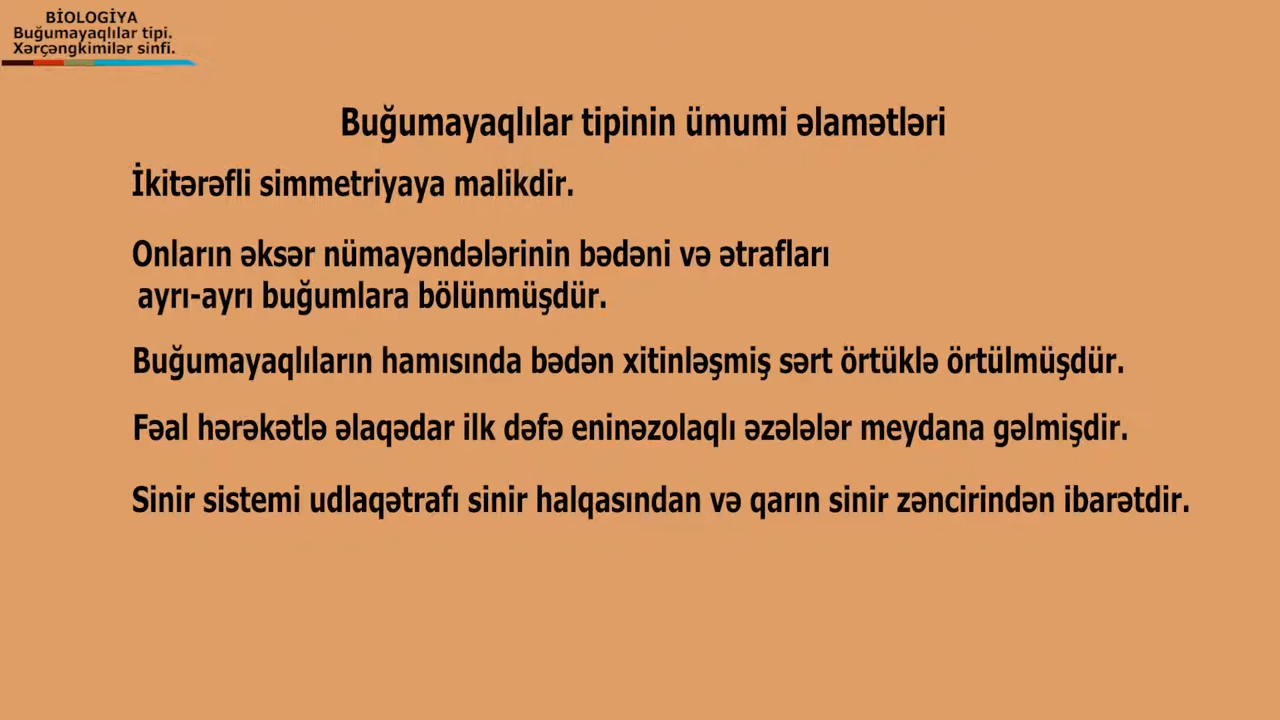 BİOLOGİYA
Buğumayaqlılar tipi.
Xərçəngkimilər sinfi.
Buğumayaqlılar tipinin ümumi əlamətləri
İkitərəfli simmetriyaya malikdir.
Onların əksər nümayəndələrinin bədəni və ətrafları
ayrı-ayrı buğumlara bölünmüşdür.
Buğumayaqlıların hamısında bədən xitinləşmiş sərt örtüklə örtülmüşdür.
Fəal hərəkətlə əlaqədar ilk dəfə eninəzolaqlı əzələlər meydana gəlmişdir.
Sinir sistemi udlaqətrafı sinir halqasından və qarın sinir zəncirindən ibarətdir.